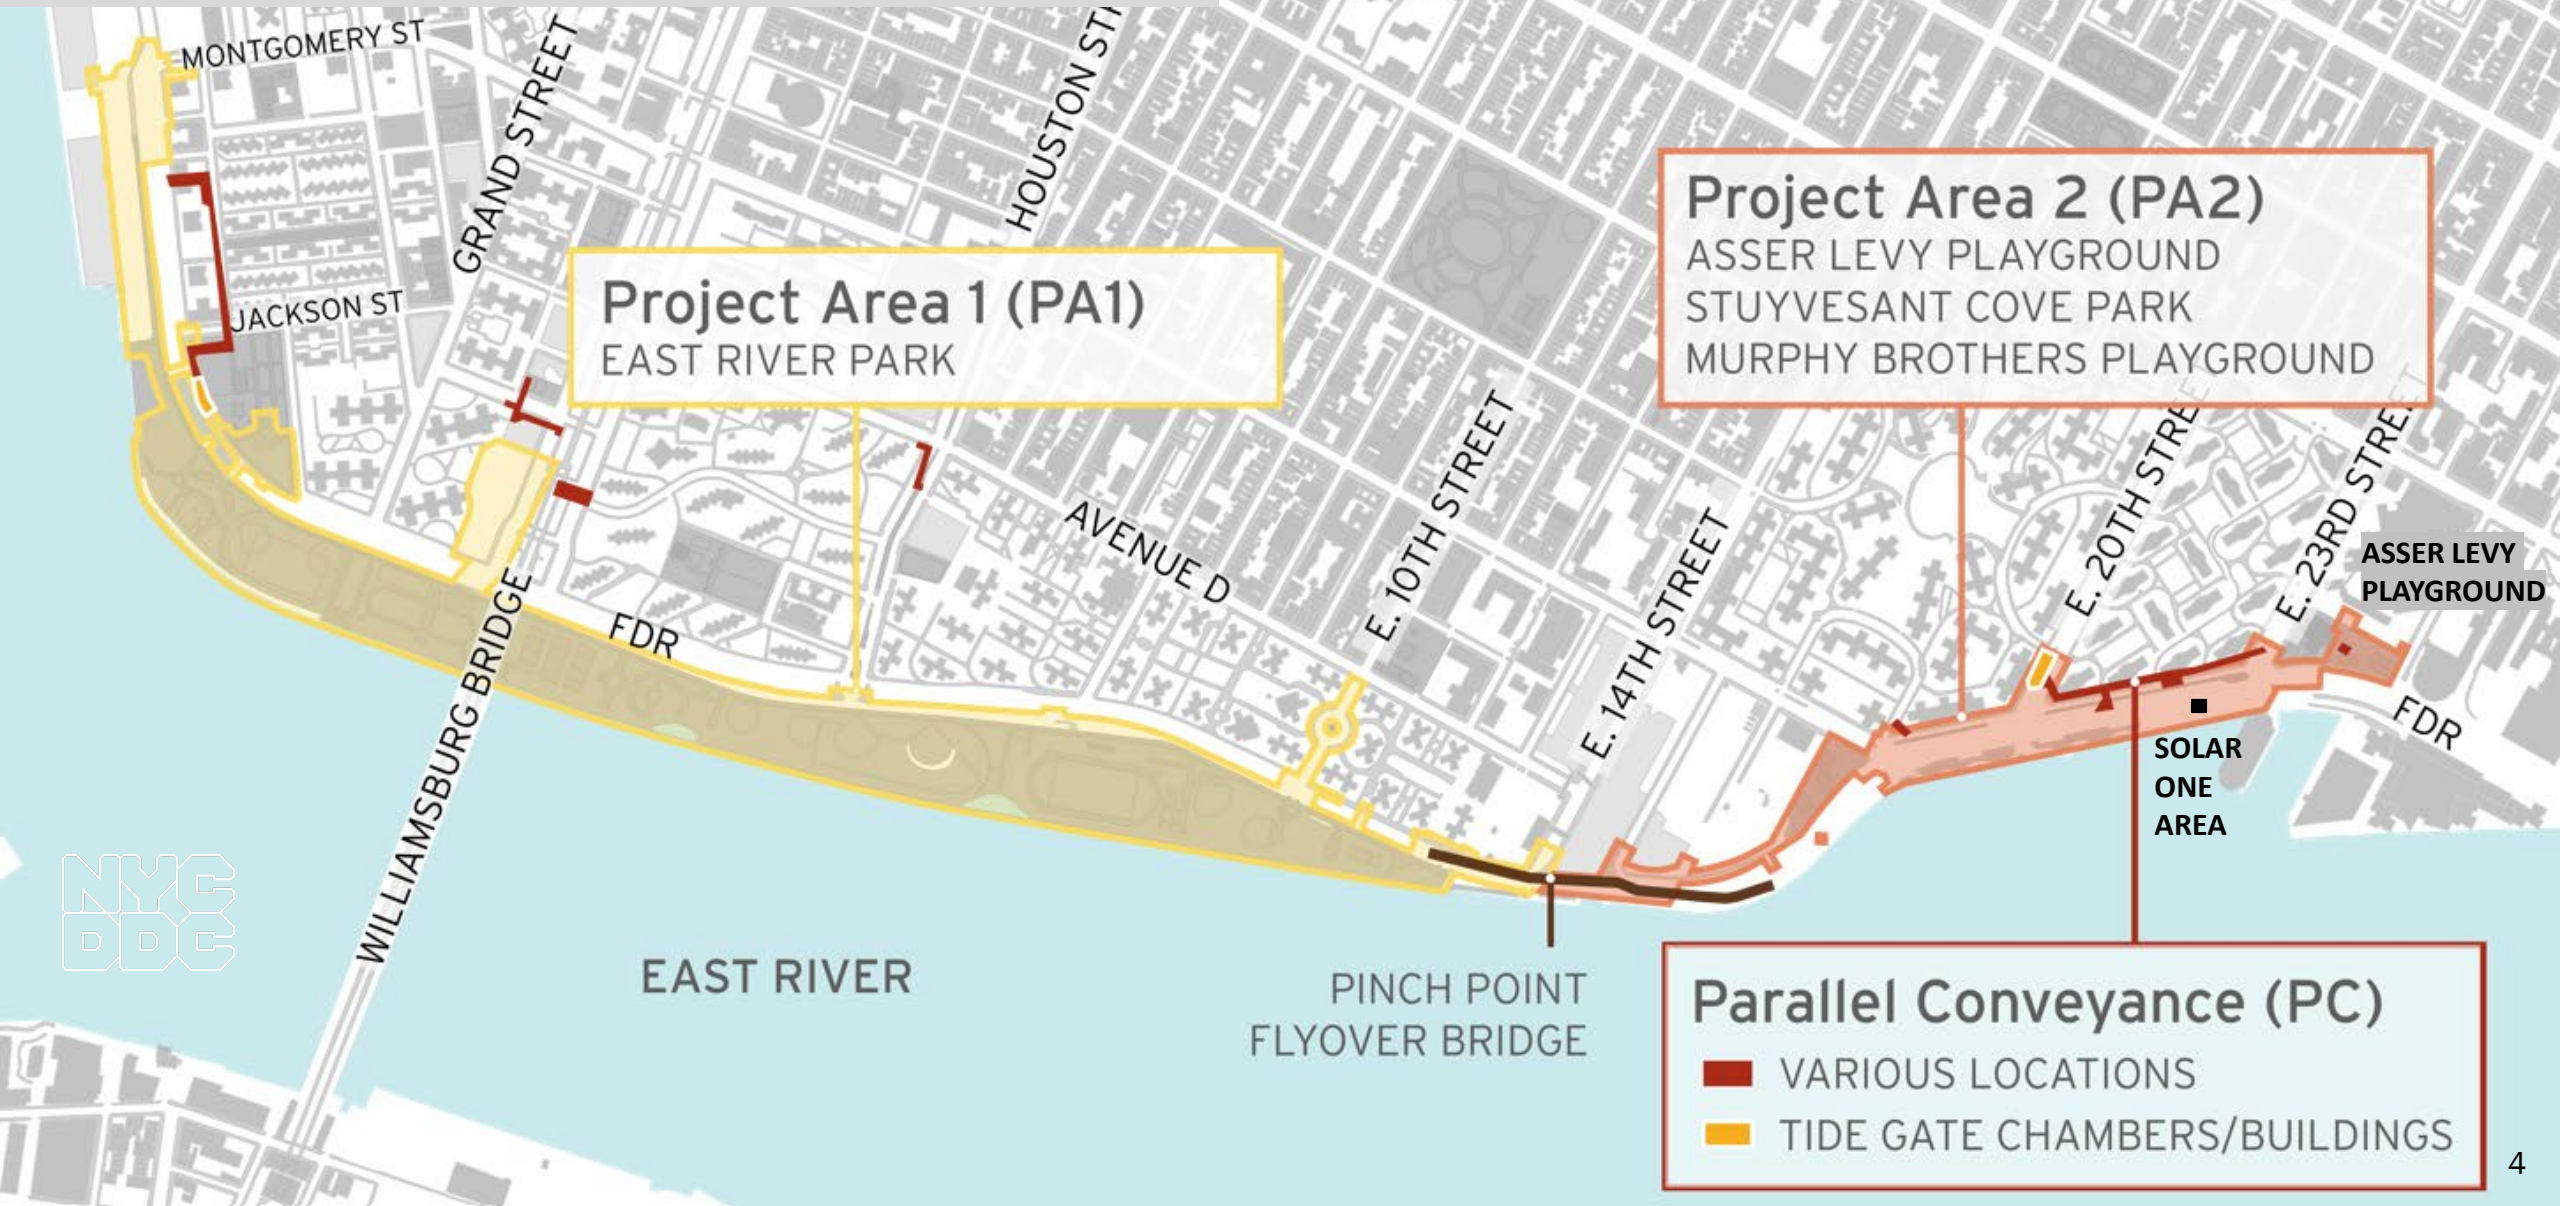 MONTGOMERY ST
GRAND STREET
HOUSTON
JACKSON ST
Project Area 1 (PA1)
EAST RIVER PARK
Project Area 2 (PA2)
ASSER LEVY PLAYGROUND
STUYVESANT COVE PARK
MURPHY BROTHERS PLAYGROUND
AVENUE D
E. 10TH STREET
E. 14TH STREET
E. 20TH STREE
E. 23RD STREET
ASSER LEVY
PLAYGROUND
FDR
FDR
SOLAR
ONE
AREA
WILLIAMSBURG BRIDGE
NYC
DDC
EAST RIVER
PINCH POINT
FLYOVER BRIDGE
Parallel Conveyance (PC)
VARIOUS LOCATIONS
TIDE GATE CHAMBERS/BUILDINGS
4